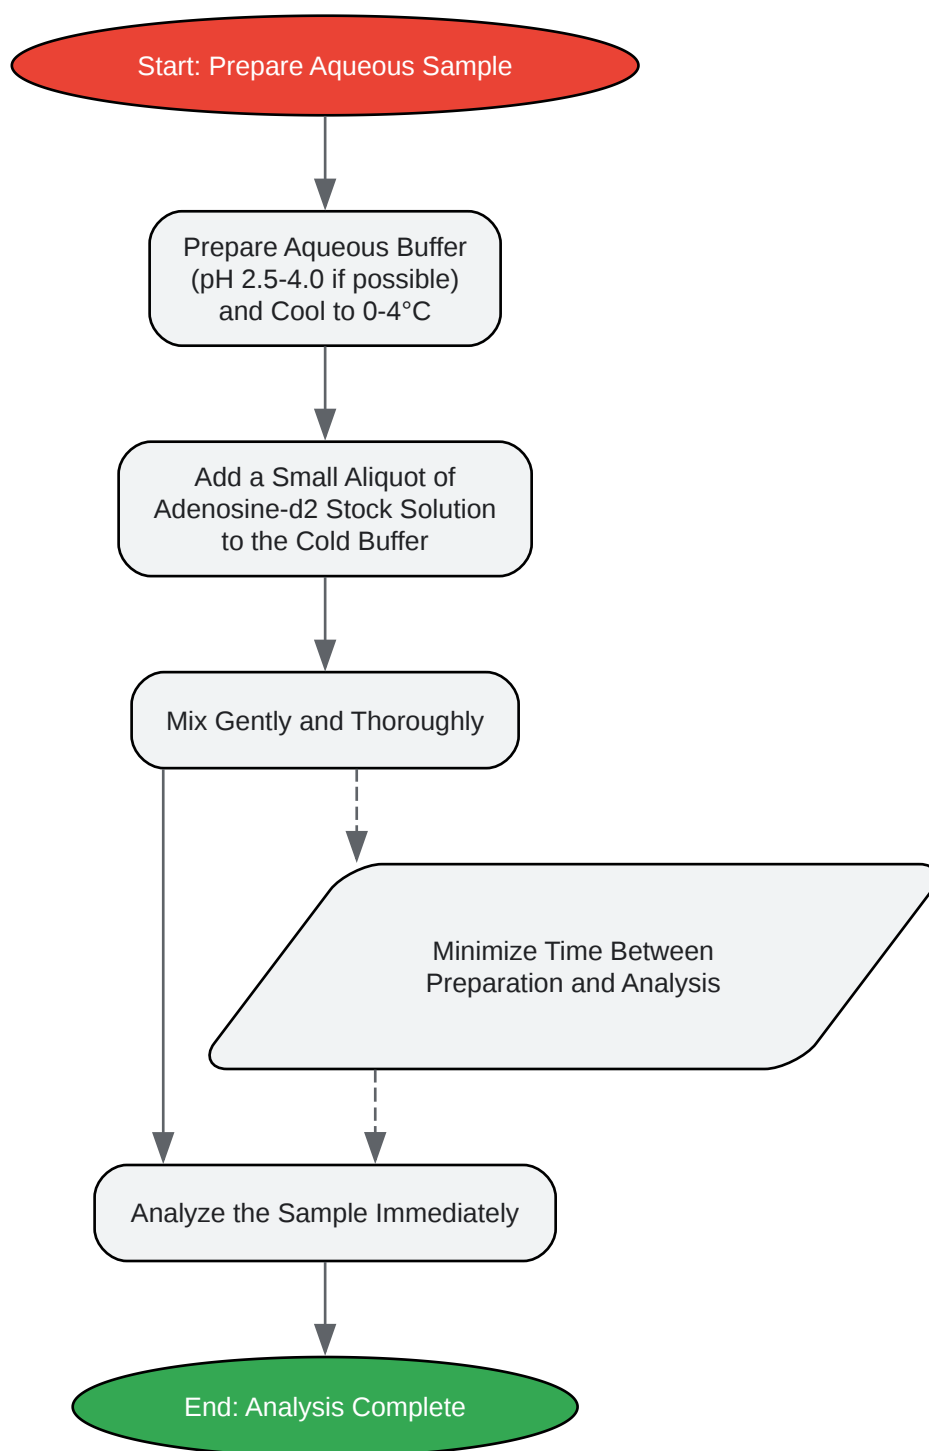 Start: Prepare Aqueous Sample
Prepare Aqueous Buffer
(pH 2.5-4.0 if possible)
and Cool to 0-4°C
Add a Small Aliquot of
Adenosine-d2 Stock Solution
to the Cold Buffer
Mix Gently and Thoroughly
Minimize Time Between
Preparation and Analysis
Analyze the Sample Immediately
End: Analysis Complete